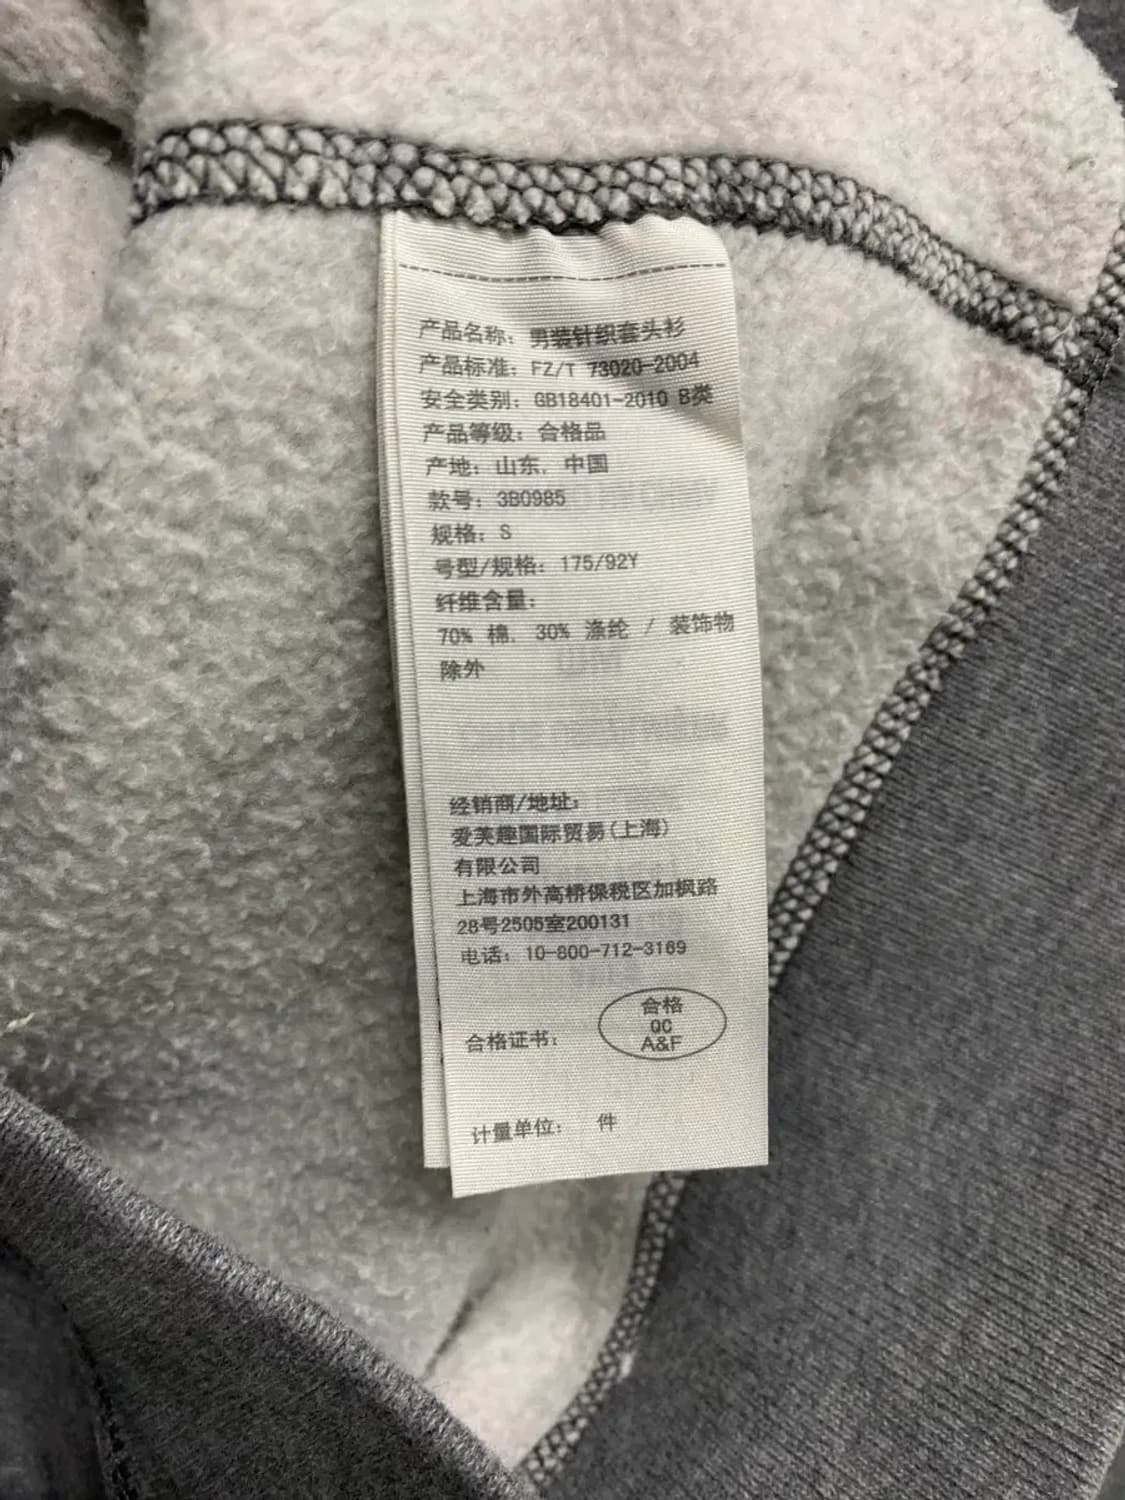 产品名称：男装针织套头衫
产品标准：FZ/T 73020-2004
安全类别：GB18401-2010 B类
产品等级：合格品
产地：山东，中国
款号：3B0985
规格：S
号型/规格：175/92Y
纤维含量：
70% 棉，30% 涤纶 / 装饰物
除外
经销商/地址：
爱芙趣国际贸易(上海)
有限公司
上海市外高桥保税区加枫路
28号2505室200131
电话：10-800-712-3169
合格
QC
合格证书：
A&F
计量单位： 件